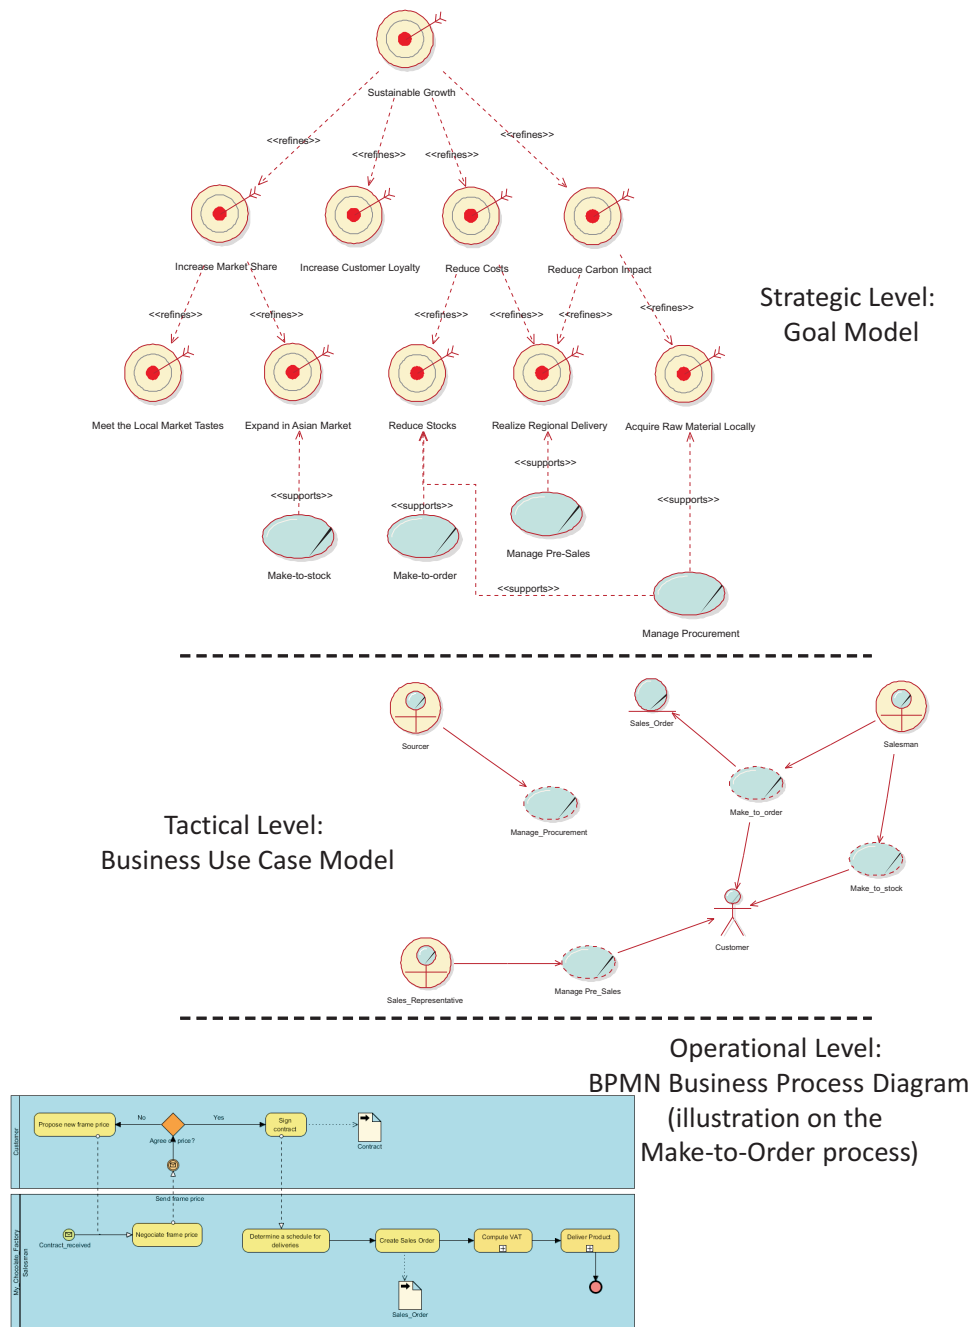 Sustainable Growth
<<refines>>
<<refines>>
<<refines>>
<<refines>>
Increase Market Share
Increase Customer Loyalty
Reduce Costs
Reduce Carbon Impact
Strategic Level:
Goal Model
<<refines>>
<<refines>>
<<refines>>
<<refines>>
<<refines>>
<<refines>>
Meet the Local Market Tastes
Expand in Asian Market
Reduce Stocks
Realize Regional Delivery
Acquire Raw Material Locally
<<supports>>
<<supports>>
<<supports>>
<<supports>>
Manage Pre-Sales
Make-to-stock
Make-to-order
<<supports>>
Manage Procurement
Sourcer
Sales_Order
Salesman
Manage_Procurement
Make_to_order
Tactical Level:
Business Use Case Model
Make_to_stock
Customer
Sales_Representative
Manage Pre_Sales
Operational Level:
BPMN Business Process Diagram
(illustration on the
Make-to-Order process)
Customer
Propose new frame price
No
Agree on price?
Yes
Sign
contract
Contract
Send frame price
My_Chocolate_Factory
Salesman
Contract_received
Negociate frame price
Determine a schedule for
deliveries
Create Sales Order
Compute VAT
Deliver Product
Sales_Order